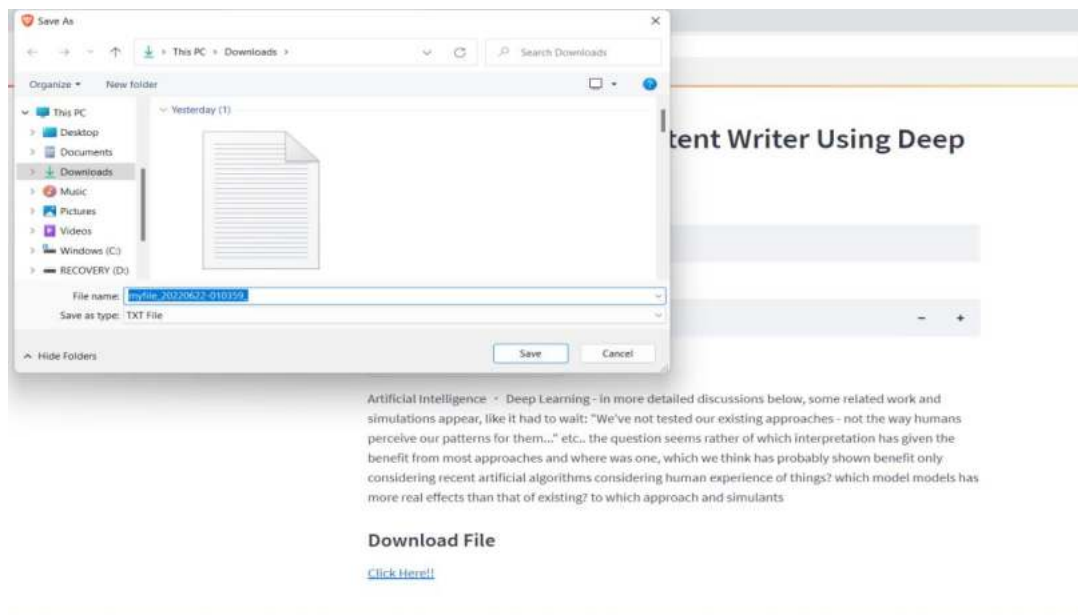 Save As
This PC > Downloads >
Search Downloads
Organize
New folder
This PC
Desktop
Documents
Downloads
Music
Pictures
Videos
Windows (C:)
RECOVERY (D:)
Yesterday (1)
File name: myfile_20220622-010359_
Save as type: TXT File
Hide Folders
Save
Cancel
tent Writer Using Deep
Artificial Intelligence • Deep Learning - in more detailed discussions below, some related work and
simulations appear, like it had to wait: "We've not tested our existing approaches - not the way humans
perceive our patterns for them..." etc.. the question seems rather of which interpretation has given the
benefit from most approaches and where was one, which we think has probably shown benefit only
considering recent artificial algorithms considering human experience of things? which model models has
more real effects than that of existing? to which approach and simulants
Download File
Click Here!!